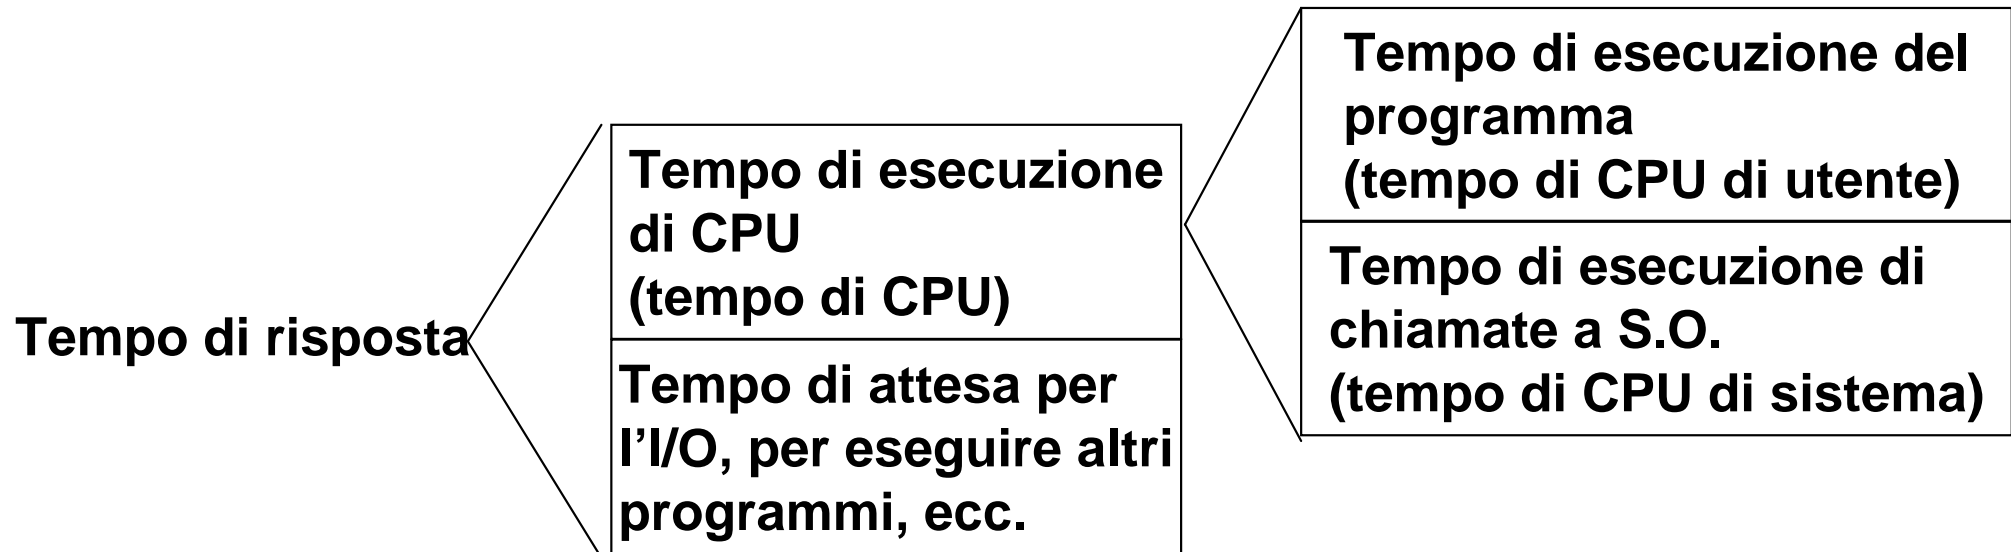 Tempo di risposta
Tempo di esecuzione
di CPU
(tempo di CPU)
Tempo di attesa per
l’I/O, per eseguire altri
programmi, ecc.
Tempo di esecuzione del
programma
(tempo di CPU di utente)
Tempo di esecuzione di
chiamate a S.O.
(tempo di CPU di sistema)